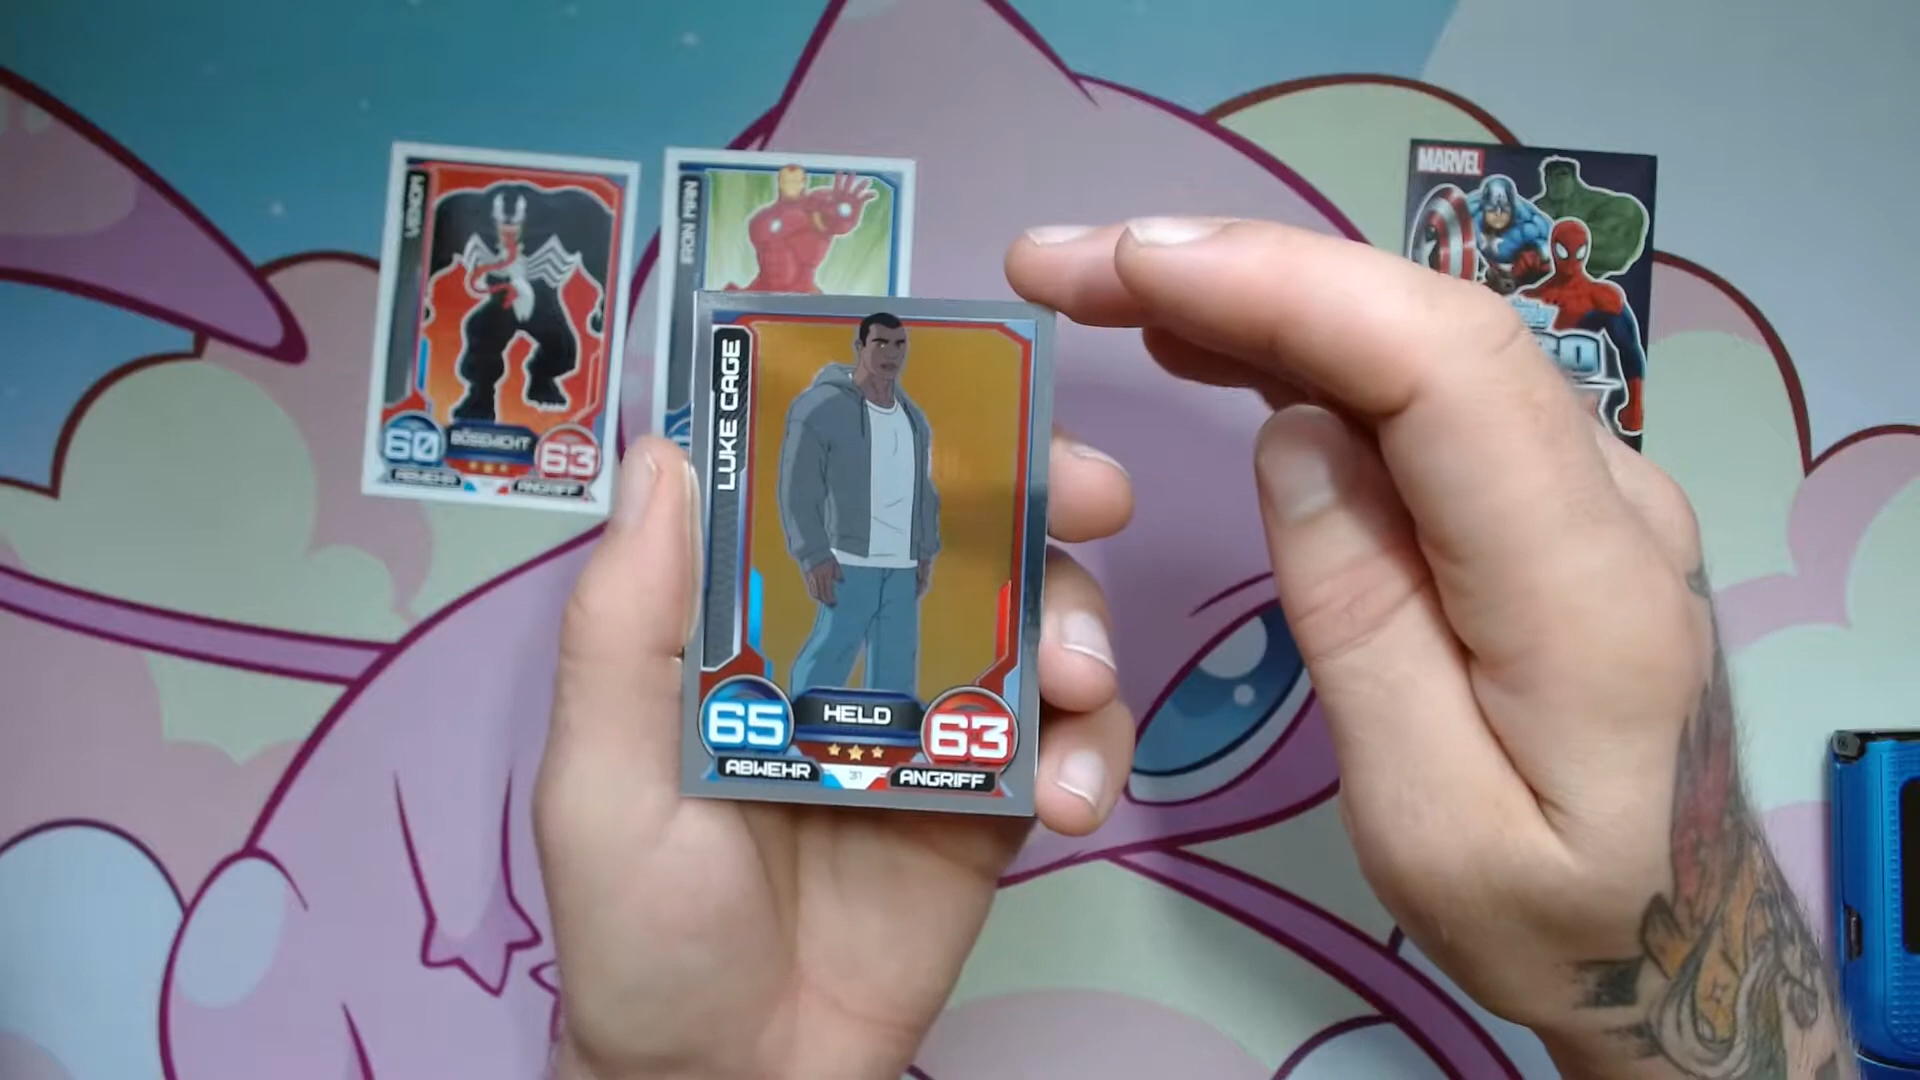 VENOM
60
BÖSEWICHT
63
ABWEHR
ANGRIFF
IRON MAN
MARVEL
LUKE CAGE
65
HELD
63
ABWEHR
31
ANGRIFF